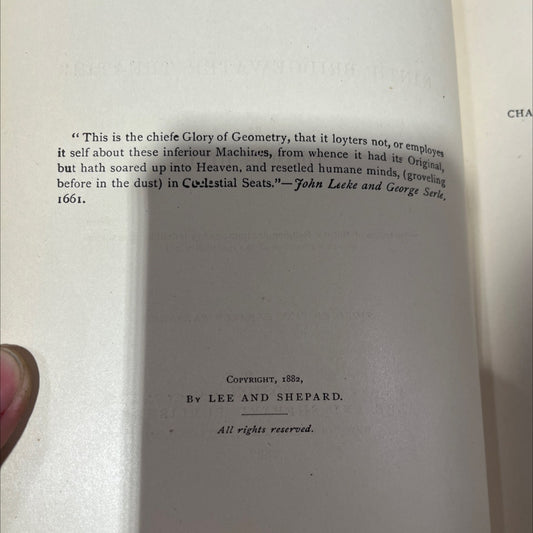 “ This is the chiefe Glory of Geometry, that it loyters not, or employes
it self about these inferiour Machines, from whence it had its Original,
but hath soared up into Heaven, and resetled humane minds, (groveling
before in the dust) in Cœlestial Seats.”—John Leeke and George Serle,
1661.
COPYRIGHT, 1882,
BY LEE AND SHEPARD.
All rights reserved.
CHA